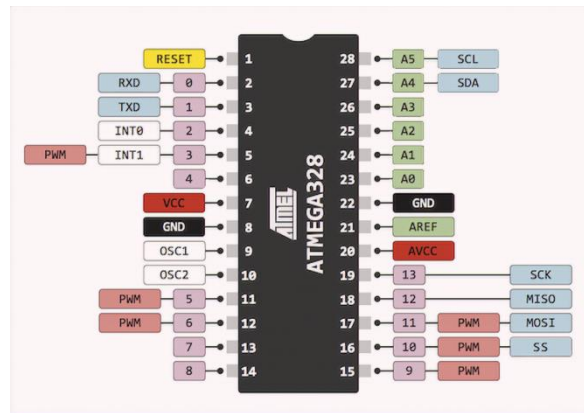 RESET 1 28 A5 SCL
RXD 0 2 27 A4 SDA
TXD 1 3 26 A3
INT0 2 4 25 A2
PWM INT1 3 5 24 A1
4 6 23 A0
VCC 7 22 GND
GND 8 21 AREF
OSC1 9 20 AVCC
OSC2 10 19 13 SCK
PWM 5 11 18 12 MISO
PWM 6 12 17 11 PWM MOSI
7 13 16 10 PWM SS
8 14 15 9 PWM
ATMEL
ATMEGA328